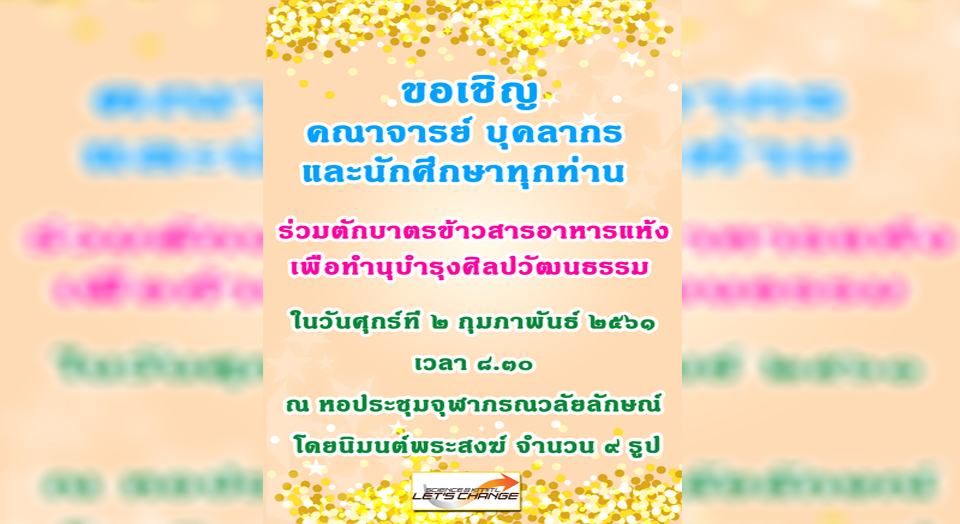 ขอเชิญ
คณาจารย์ บุคลากร
และนักศึกษาทุกท่าน
ร่วมตักบาตรข้าวสารอาหารแห้ง
เพื่อทำนุบำรุงศิลปวัฒนธรรม
ในวันศุกร์ที่ ๒ กุมภาพันธ์ ๒๕๖๑
เวลา ๘.๓๐
ณ หอประชุมจุฬาภรณวลัยลักษณ์
โดยนิมนต์พระสงฆ์ จำนวน ๙ รูป
SCIENCE@KMITL
LET'S CHANGE